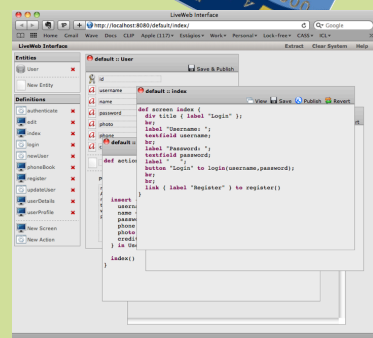 LiveWeb Interface
http://localhost:8080/default/index/
Google
Home Gmail Ware Docs CLIP Apple (117) Eutagios Work Personal Lock-free CASS ICL
LiveWeb Interface
Extract Clear System Help
Entities
User
New Entity
Definitions
authenticate
edit
index
login
newUser
phoneBook
register
updateUser
userDetails
userProfile
New Screen
New Action
default :: User
Save & Publish
id
username
name
password
photo
phone
default ::
def action
insert
userna
name
passwo
phone
photo
credit
} in Use
index()
}
default :: index
View Save Publish Revert
def screen index {
div title { label "Login" };
br;
label "Username: ";
textfield username;
br;
label "Password: ";
textfield password;
label " ";
button "Login" to login(username,password);
br;
br;
link { label "Register" } to register()
}